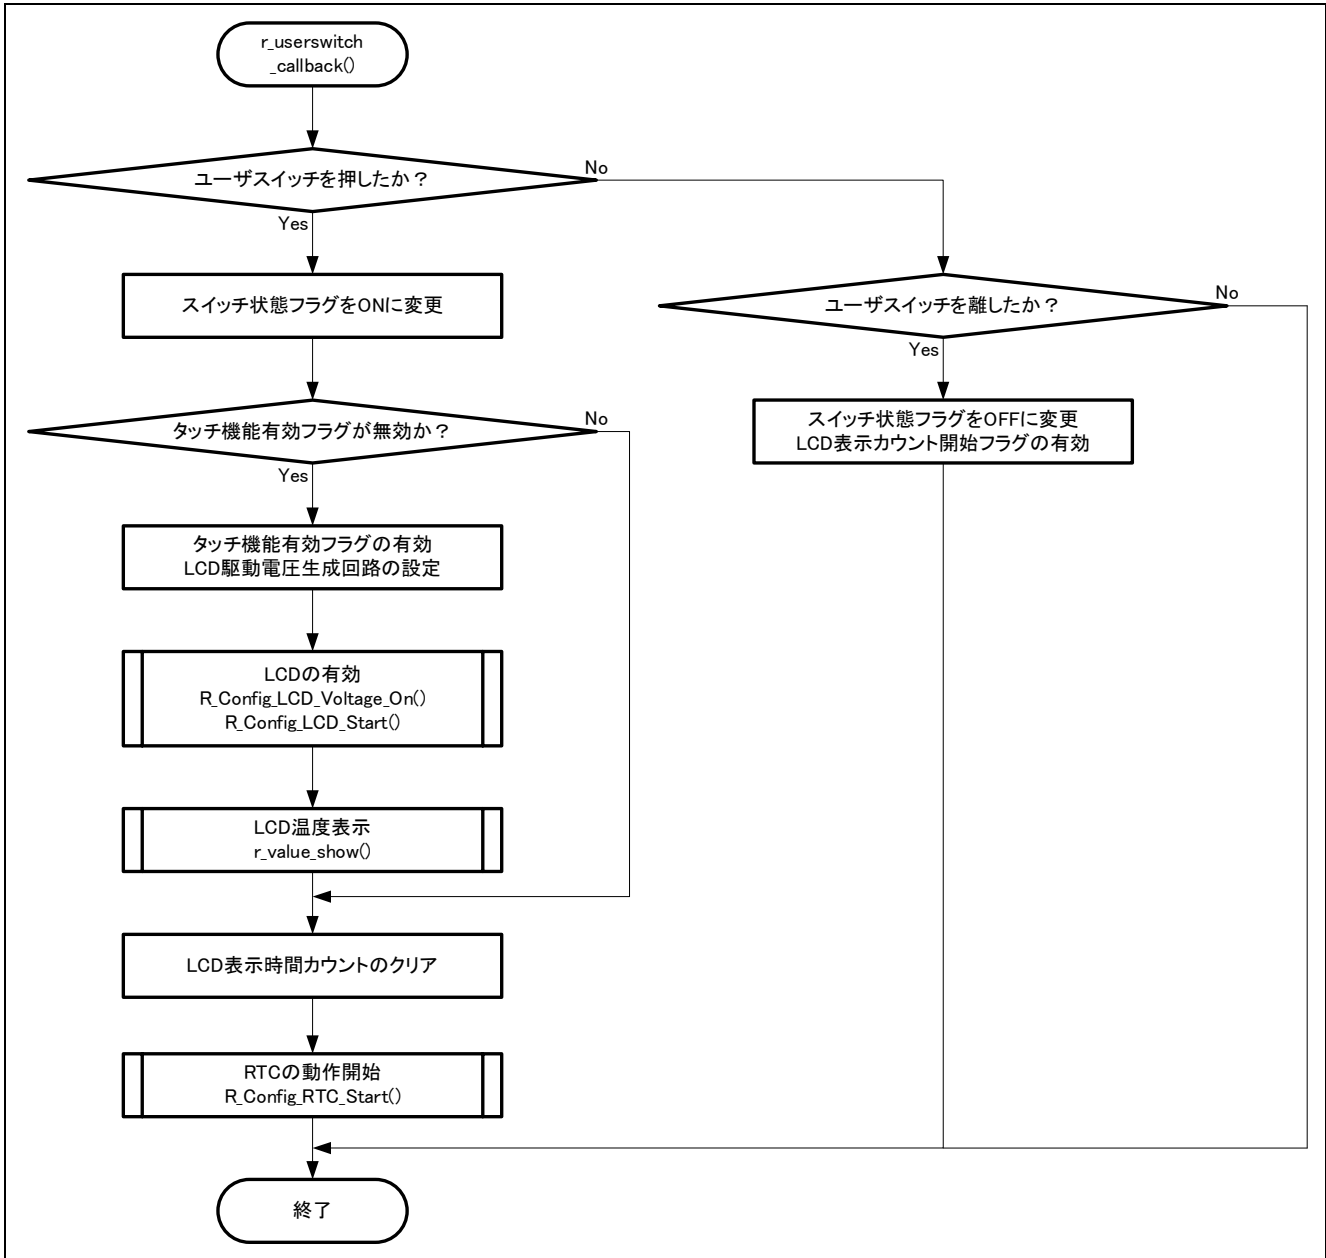 r_userswitch
_callback()
ユーザスイッチを押したか？
No
Yes
スイッチ状態フラグをONに変更
ユーザスイッチを離したか？
No
Yes
スイッチ状態フラグをOFFに変更
LCD表示カウント開始フラグの有効
タッチ機能有効フラグが無効か？
No
Yes
タッチ機能有効フラグの有効
LCD駆動電圧生成回路の設定
LCDの有効
R_Config_LCD_Voltage_On()
R_Config_LCD_Start()
LCD温度表示
r_value_show()
LCD表示時間カウントのクリア
RTCの動作開始
R_Config_RTC_Start()
終了